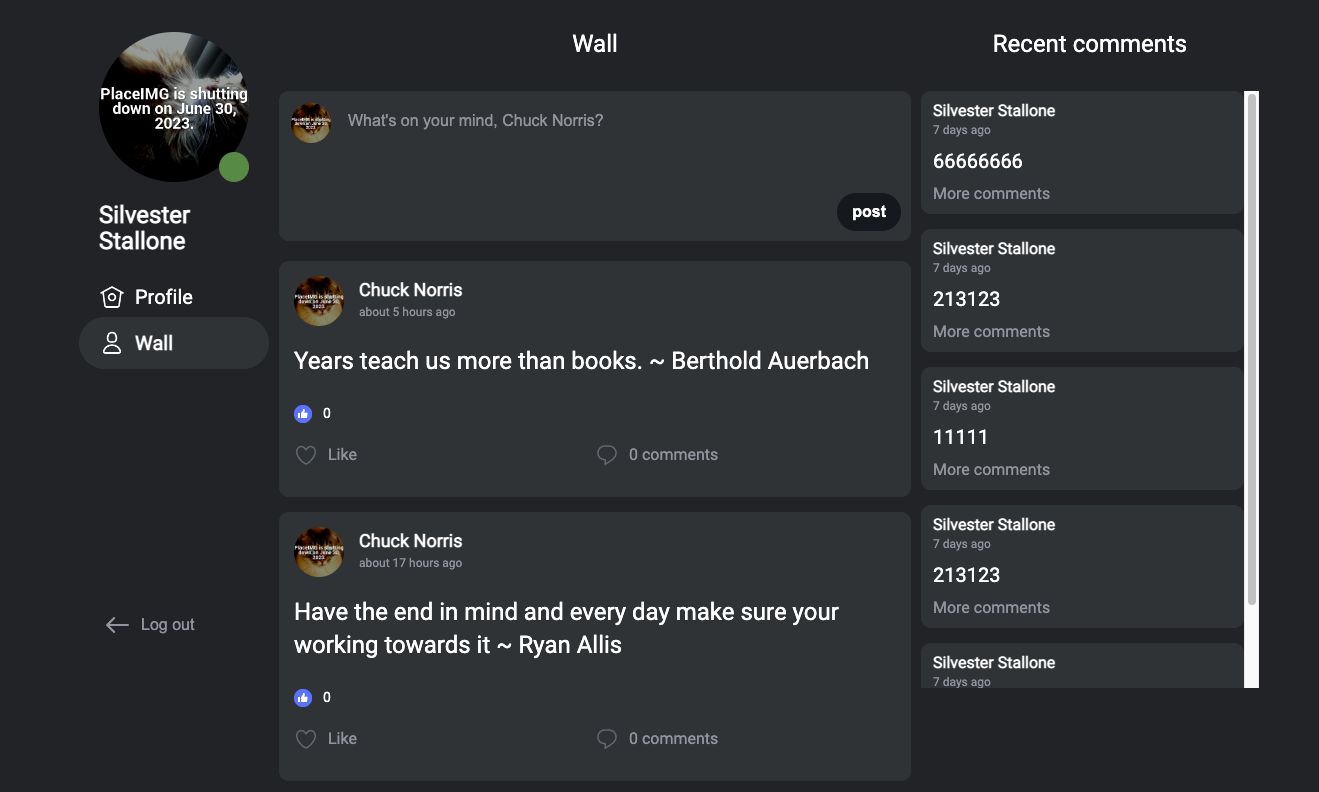 PlaceIMG is shutting
down on June 30,
2023.
Silvester
Stallone
Profile
Wall
Log out
Wall
What's on your mind, Chuck Norris?
post
Chuck Norris
about 5 hours ago
Years teach us more than books. ~ Berthold Auerbach
0
Like
0 comments
Chuck Norris
about 17 hours ago
Have the end in mind and every day make sure your
working towards it ~ Ryan Allis
0
Like
0 comments
Recent comments
Silvester Stallone
7 days ago
66666666
More comments
Silvester Stallone
7 days ago
213123
More comments
Silvester Stallone
7 days ago
11111
More comments
Silvester Stallone
7 days ago
213123
More comments
Silvester Stallone
7 days ago